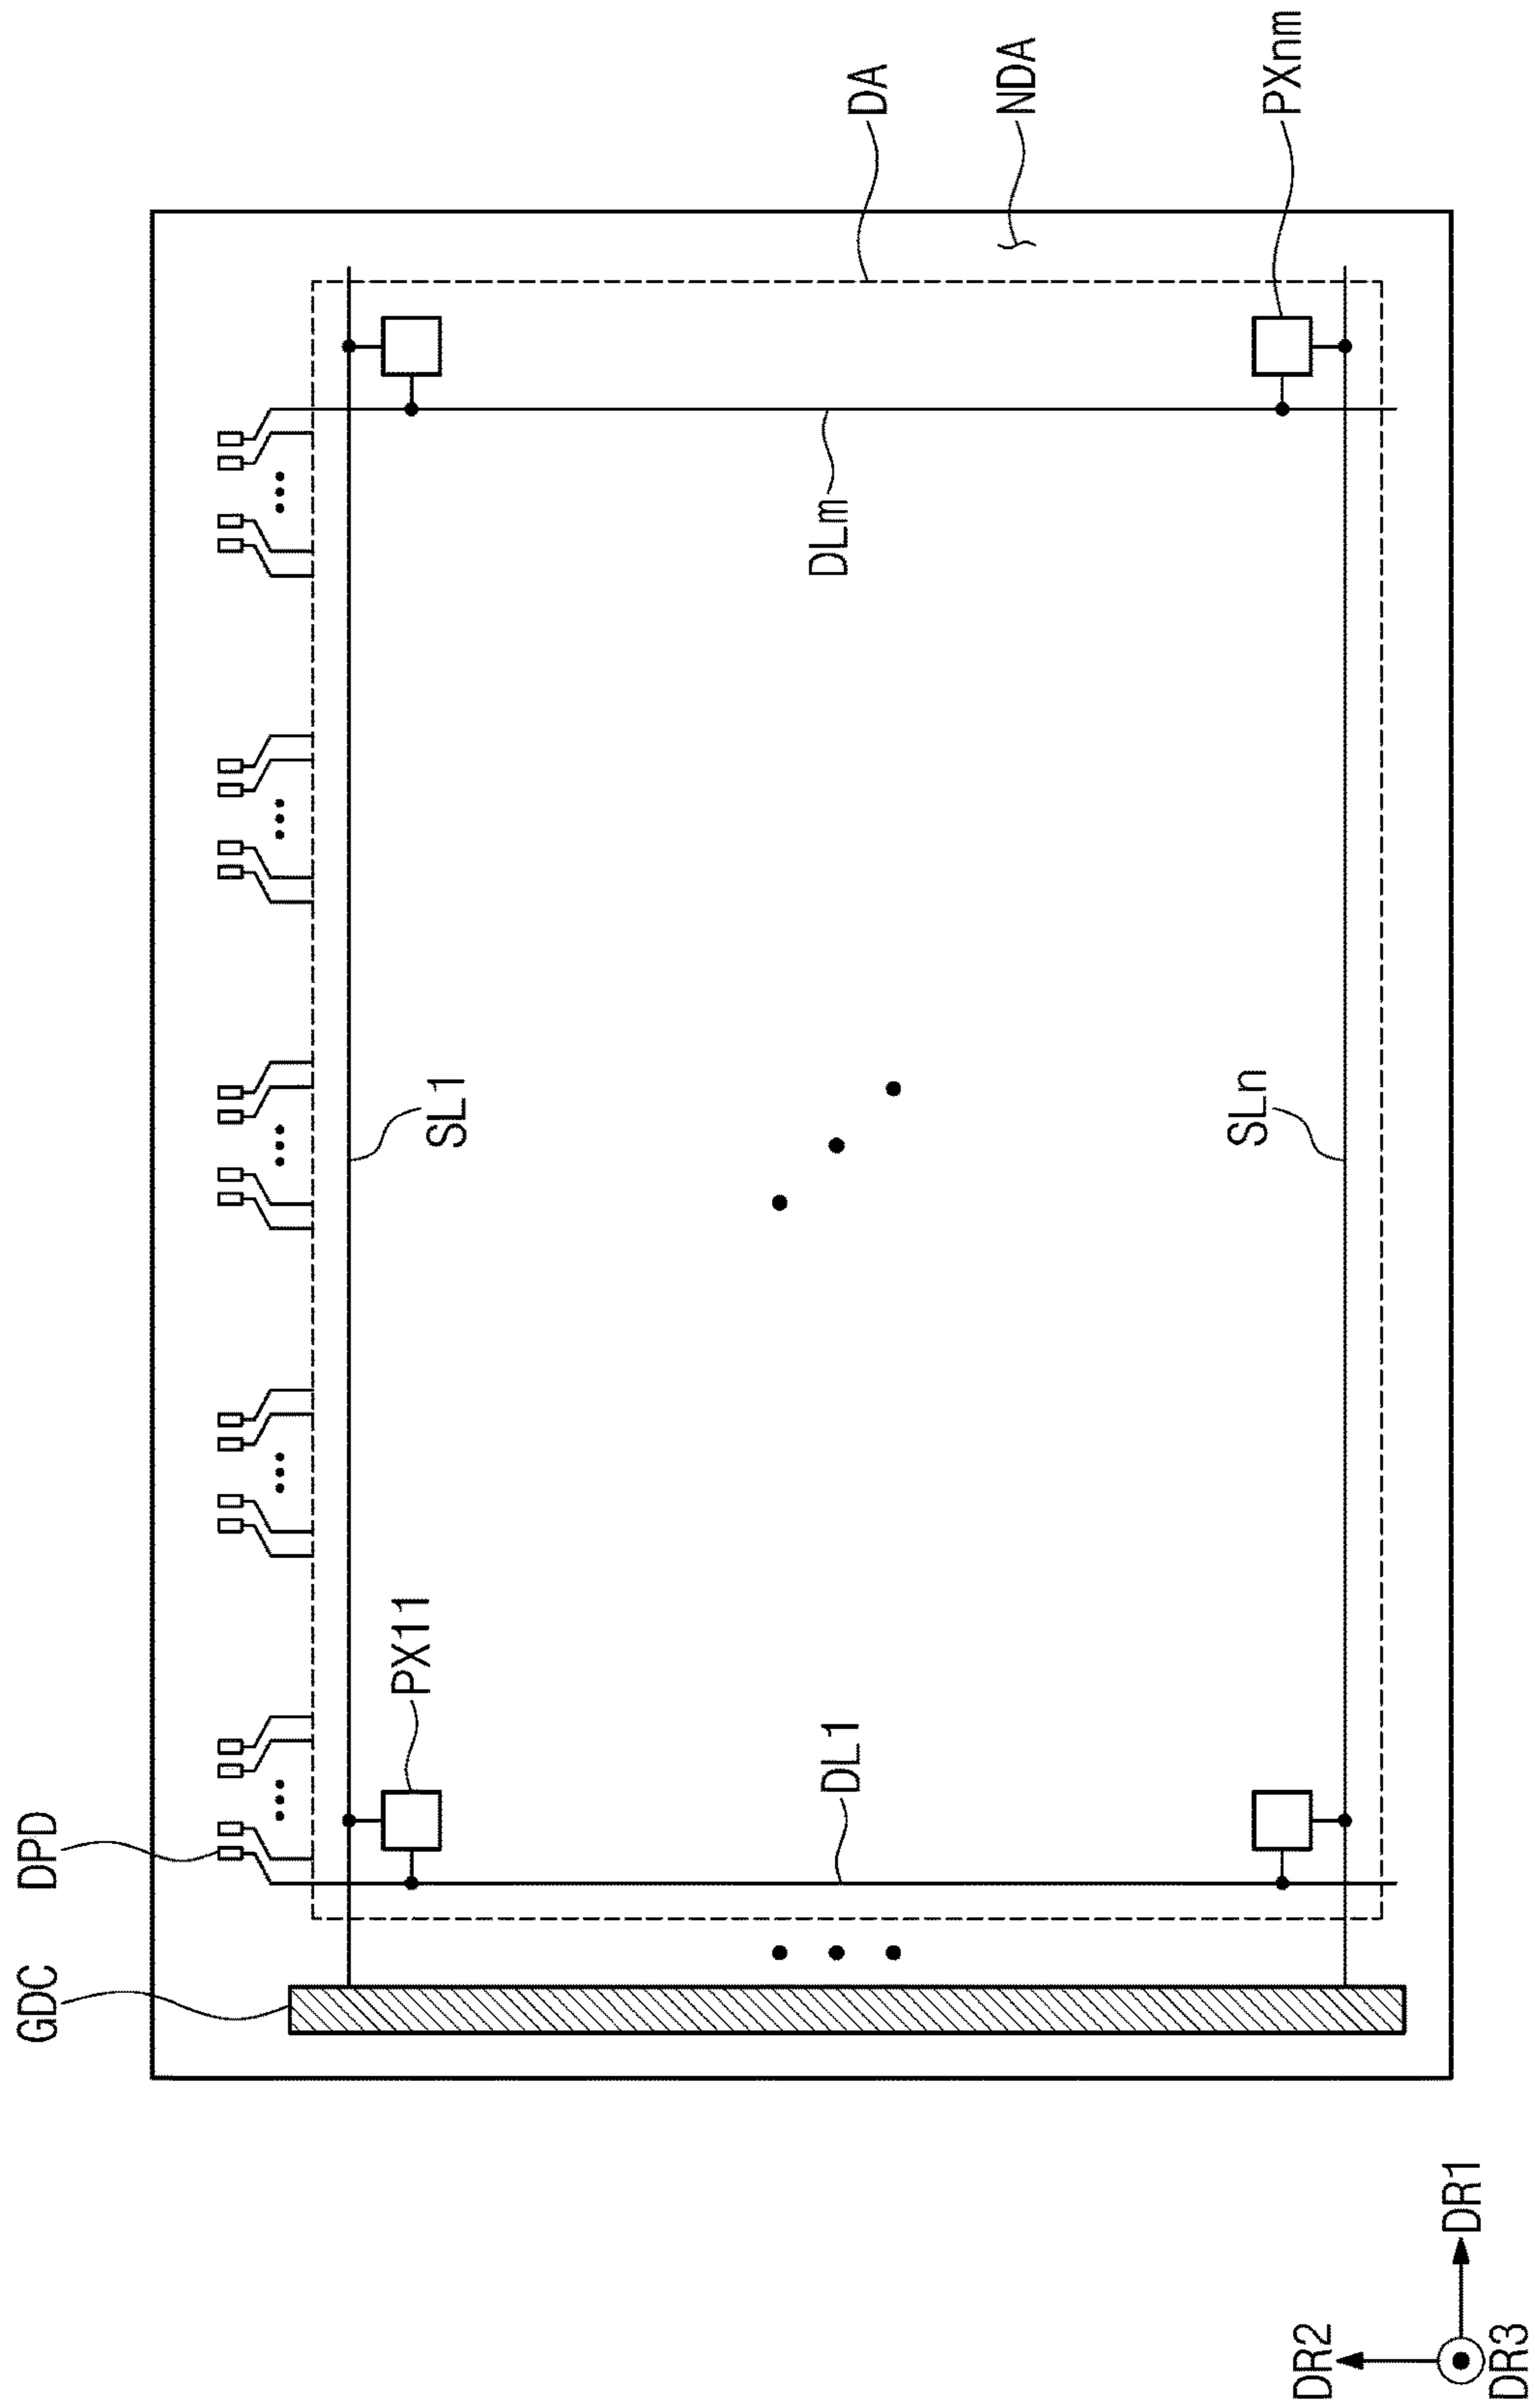 GDC
DPD
PX11
DL1
SL1
SLn
DLm
DA
NDA
PXnm
DR2
DR3
DR1